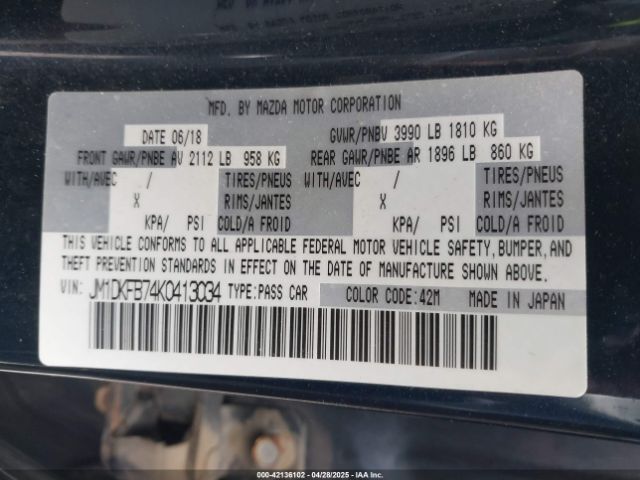 MFD. BY MAZDA MOTOR CORPORATION
DATE 06/18 GVWR/PNBV 3990 LB 1810 KG
FRONT GAWR/PNBE AV 2112 LB 958 KG REAR GAWR/PNBE AR 1896 LB 860 KG
WITH/AVEC / TIRES/PNEUS WITH/AVEC / TIRES/PNEUS
X RIMS/JANTES X RIMS/JANTES
KPA/ PSI COLD/A FROID KPA/ PSI COLD/A FROID
THIS VEHICLE CONFORMS TO ALL APPLICABLE FEDERAL MOTOR VEHICLE SAFETY, BUMPER, AND
THEFT PREVENTION STANDARDS IN EFFECT ON THE DATE OF MANUFACTURE SHOWN ABOVE.
VIN: JM1DKFB74K0413034 TYPE:PASS CAR COLOR CODE:42M MADE IN JAPAN
000-42136102 - 04/28/2025 - IAAI.com